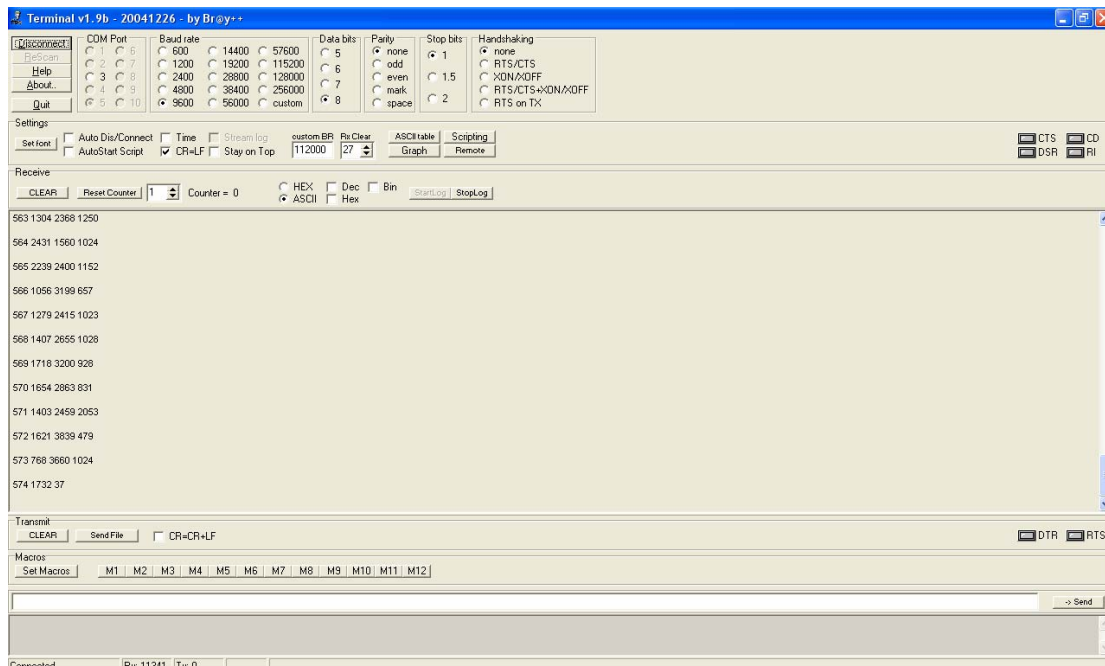 Terminal v1.9b - 20041226 - by Br@y++
Disconnect
ReScan
Help
About..
Quit
COM Port
1 6
2 7
3 8
4 9
5 10
Baud rate
600 14400 57600
1200 19200 115200
2400 28800 128000
4800 38400 256000
9600 56000 custom
Data bits
5
6
7
8
Parity
none
odd
even
mark
space
Stop bits
1
1.5
2
Handshaking
none
RTS/CTS
XON/XOFF
RTS/CTS+XON/XOFF
RTS on TX
Settings
Set font
Auto Dis/Connect Time Stream log
AutoStart Script CR=LF Stay on Top
custom BR Rx Clear
112000 27
ASCII table Scripting
Graph Remote
CTS CD
DSR RI
Receive
CLEAR Reset Counter 1 Counter = 0
HEX Dec Bin
ASCII Hex
StartLog StopLog
563 1304 2368 1250
564 2431 1560 1024
565 2239 2400 1152
566 1056 3199 657
567 1279 2415 1023
568 1407 2655 1028
569 1718 3200 928
570 1654 2863 831
571 1403 2459 2053
572 1621 3839 479
573 768 3660 1024
574 1732 37
Transmit
CLEAR Send File CR=CR+LF
DTR RTS
Macros
Set Macros M1 M2 M3 M4 M5 M6 M7 M8 M9 M10 M11 M12
-> Send
Connected Rx: 11341 Tx: 0